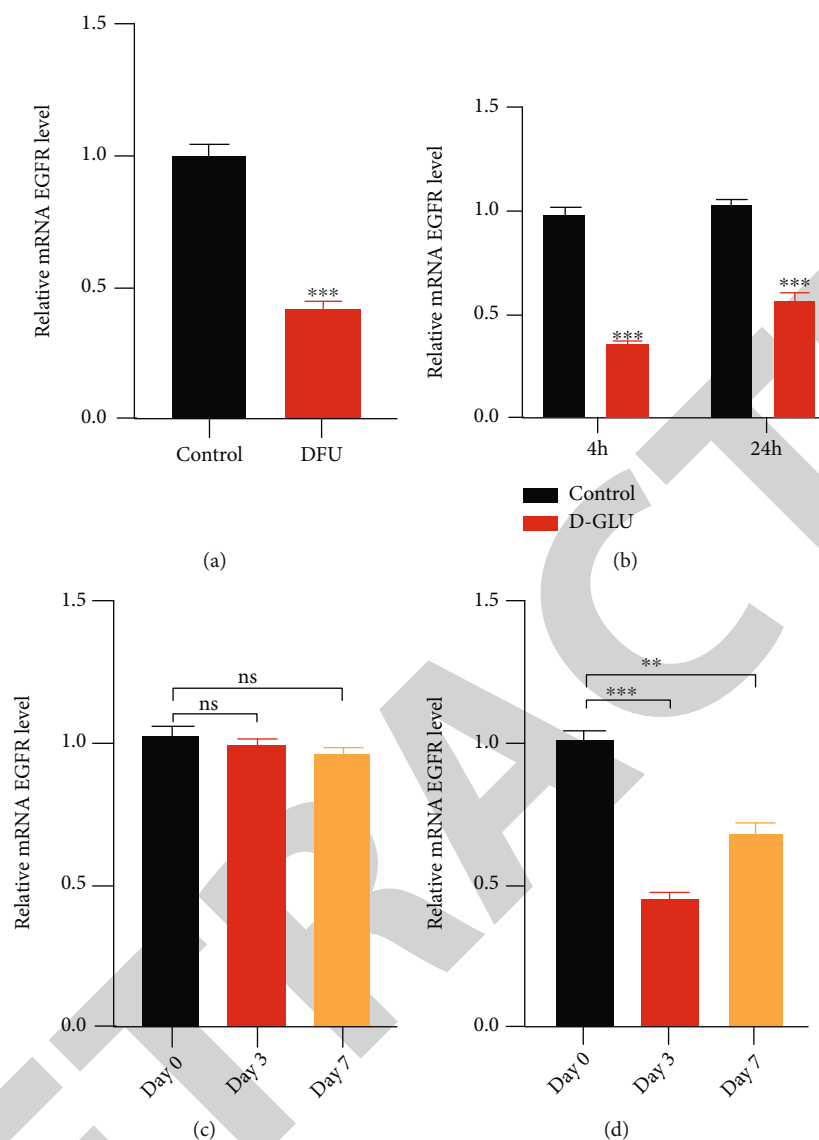 Relative mRNA EGFR level
1.5
1.0
0.5
0.0
***
Control
DFU
(a)
Relative mRNA EGFR level
1.5
1.0
0.5
0.0
***
***
4h
24h
Control
D-GLU
(b)
Relative mRNA EGFR level
1.5
1.0
0.5
0.0
ns
ns
Day 0
Day 3
Day 7
(c)
Relative mRNA EGFR level
1.5
1.0
0.5
0.0
**
***
Day 0
Day 3
Day 7
(d)